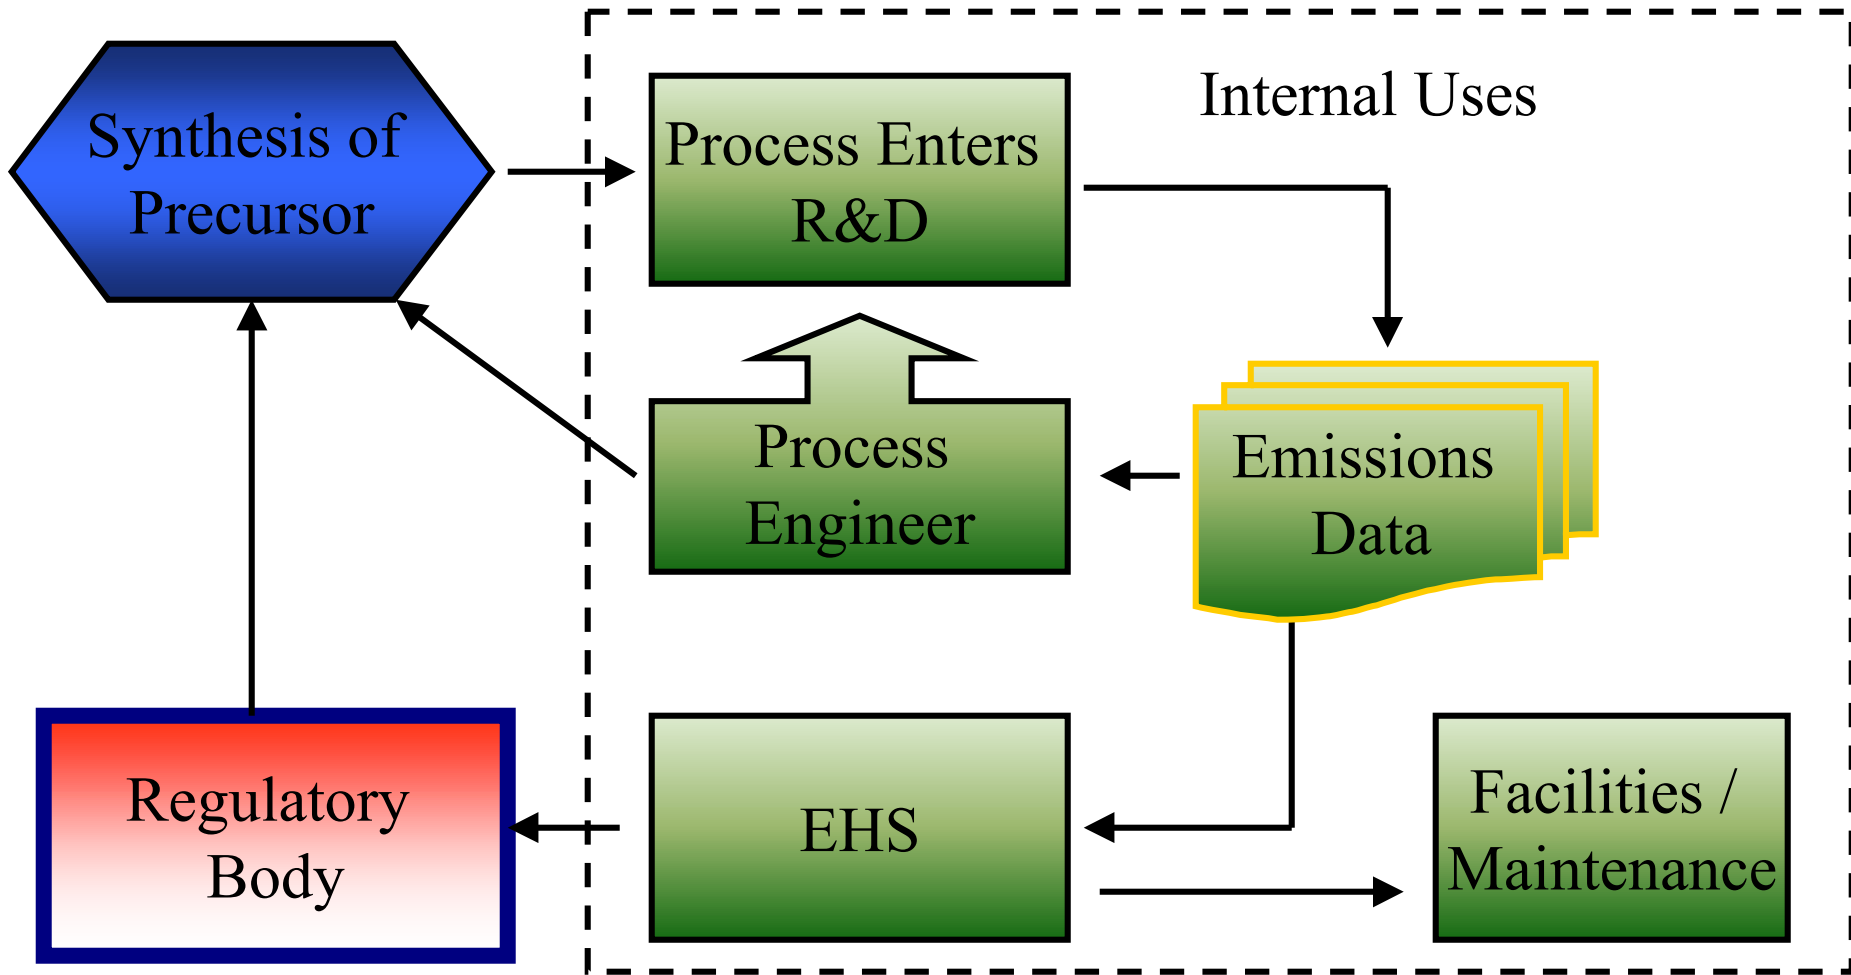 Internal Uses
Synthesis of
Precursor
Process Enters
R&D
Process
Engineer
Emissions
Data
Regulatory
Body
EHS
Facilities /
Maintenance